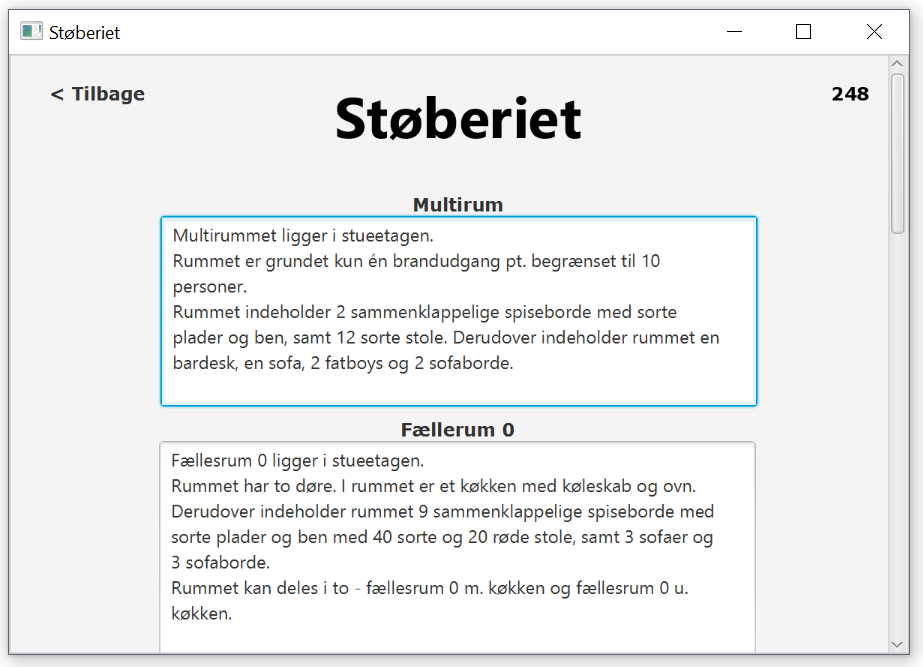 Støberiet
< Tilbage
248
Støberiet
Multirum
Multirummet ligger i stueetagen.
Rummet er grundet kun én brandudgang pt. begrænset til 10
personer.
Rummet indeholder 2 sammenklappelige spiseborde med sorte
plader og ben, samt 12 sorte stole. Derudover indeholder rummet en
bardesk, en sofa, 2 fatboys og 2 sofaborde.
Fællerum 0
Fællesrum 0 ligger i stueetagen.
Rummet har to døre. I rummet er et køkken med køleskab og ovn.
Derudover indeholder rummet 9 sammenklappelige spiseborde med
sorte plader og ben med 40 sorte og 20 røde stole, samt 3 sofaer og
3 sofaborde.
Rummet kan deles i to - fællesrum 0 m. køkken og fællesrum 0 u.
køkken.